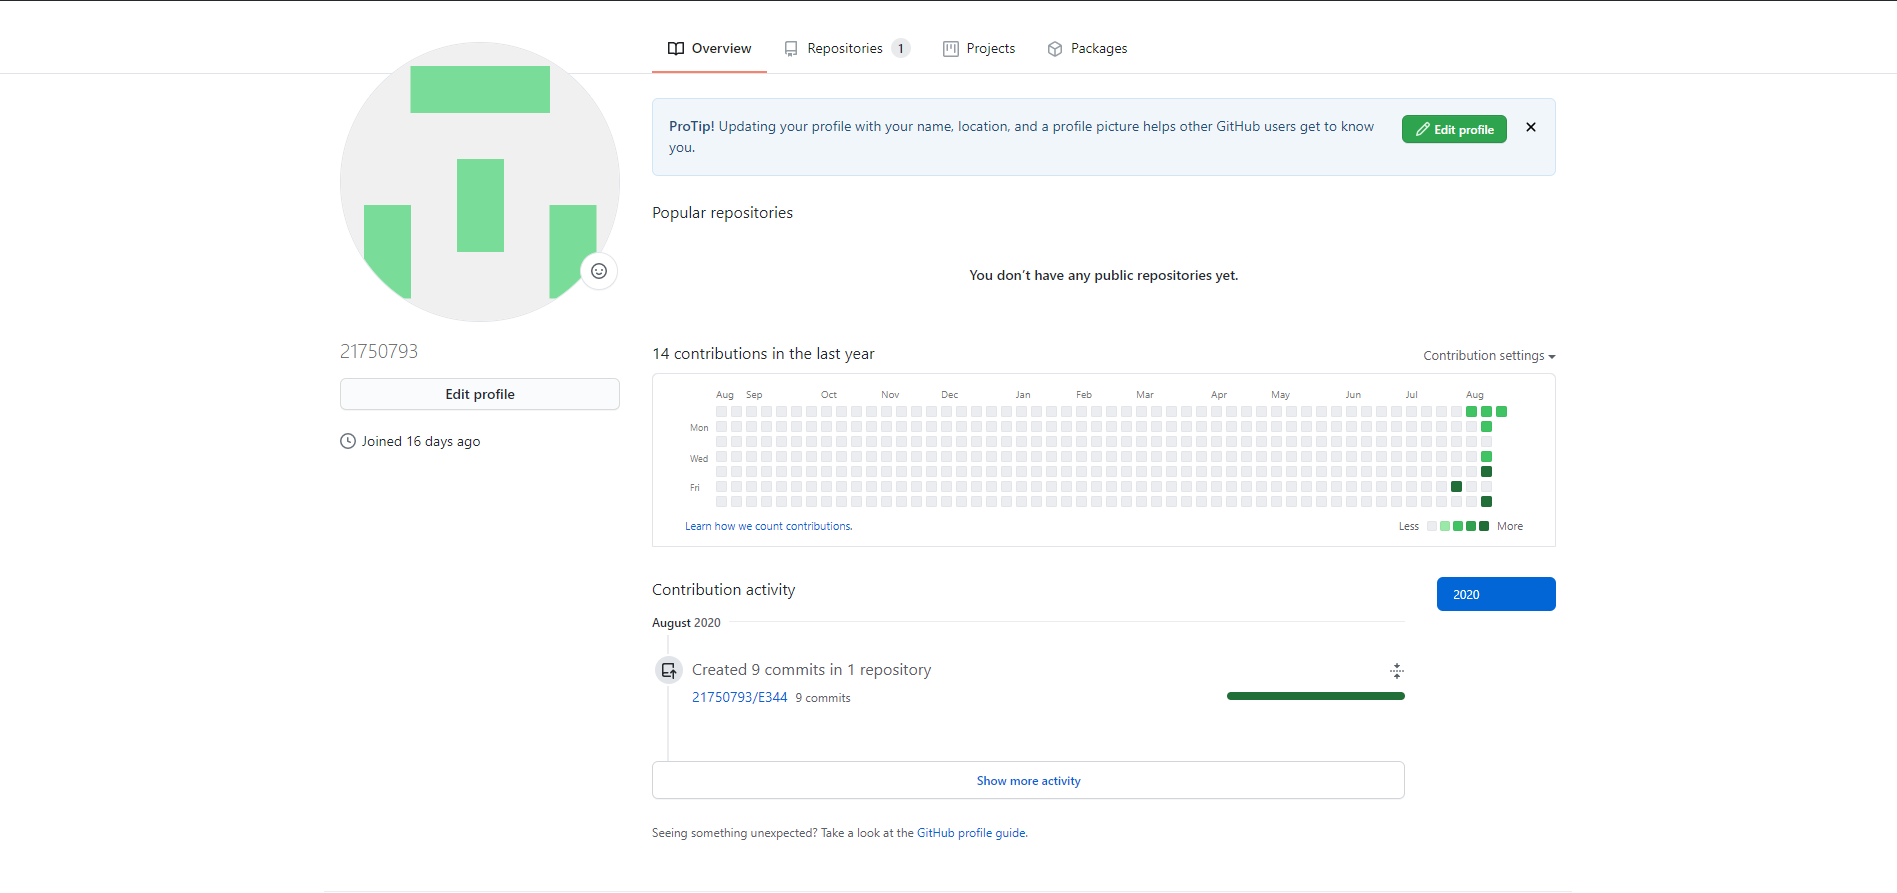 Overview Repositories 1 Projects Packages
ProTip! Updating your profile with your name, location, and a profile picture helps other GitHub users get to know
you.
Edit profile
Popular repositories
You don’t have any public repositories yet.
21750793
Edit profile
Joined 16 days ago
14 contributions in the last year
Contribution settings
Aug Sep Oct Nov Dec Jan Feb Mar Apr May Jun Jul Aug
Mon
Wed
Fri
Learn how we count contributions.
Less More
Contribution activity
2020
August 2020
Created 9 commits in 1 repository
21750793/E344 9 commits
Show more activity
Seeing something unexpected? Take a look at the GitHub profile guide.